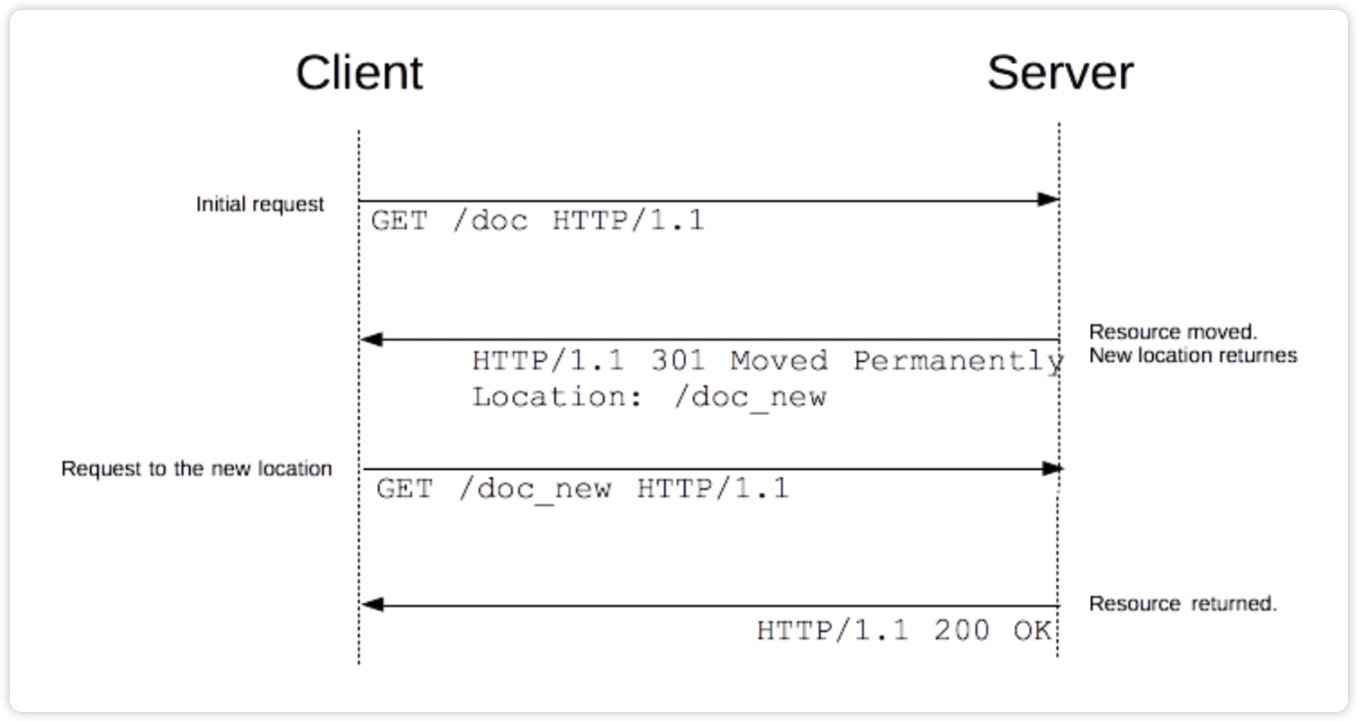 Client
Server
Initial request
GET /doc HTTP/1.1
Resource moved.
New location returnes
HTTP/1.1 301 Moved Permanently
Location: /doc_new
Request to the new location
GET /doc_new HTTP/1.1
Resource returned.
HTTP/1.1 200 OK